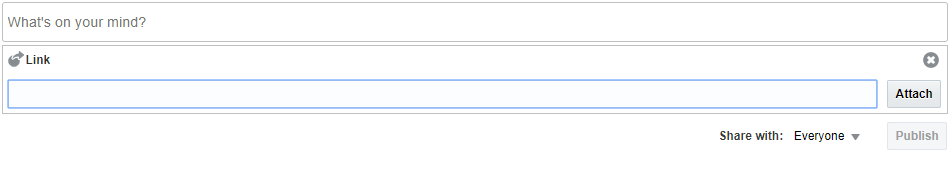 What's on your mind?
Link
Attach
Share with: Everyone
Publish